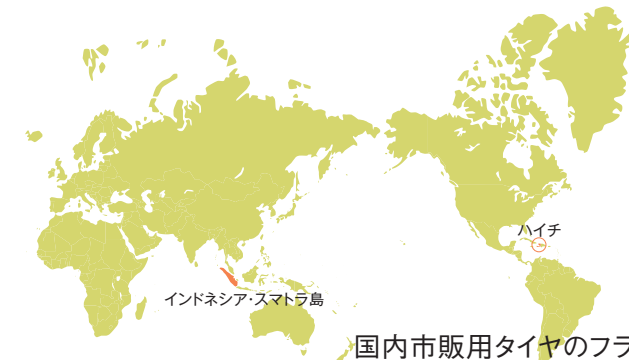 ハイチ
インドネシア・スマトラ島
国内市販用タイヤのフラ